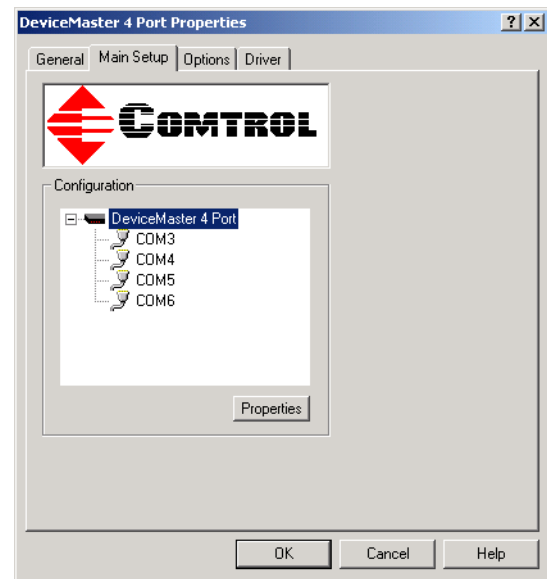 DeviceMaster 4 Port Properties
General Main Setup Options Driver
COMTROL
Configuration
DeviceMaster 4 Port
COM3
COM4
COM5
COM6
Properties
OK Cancel Help